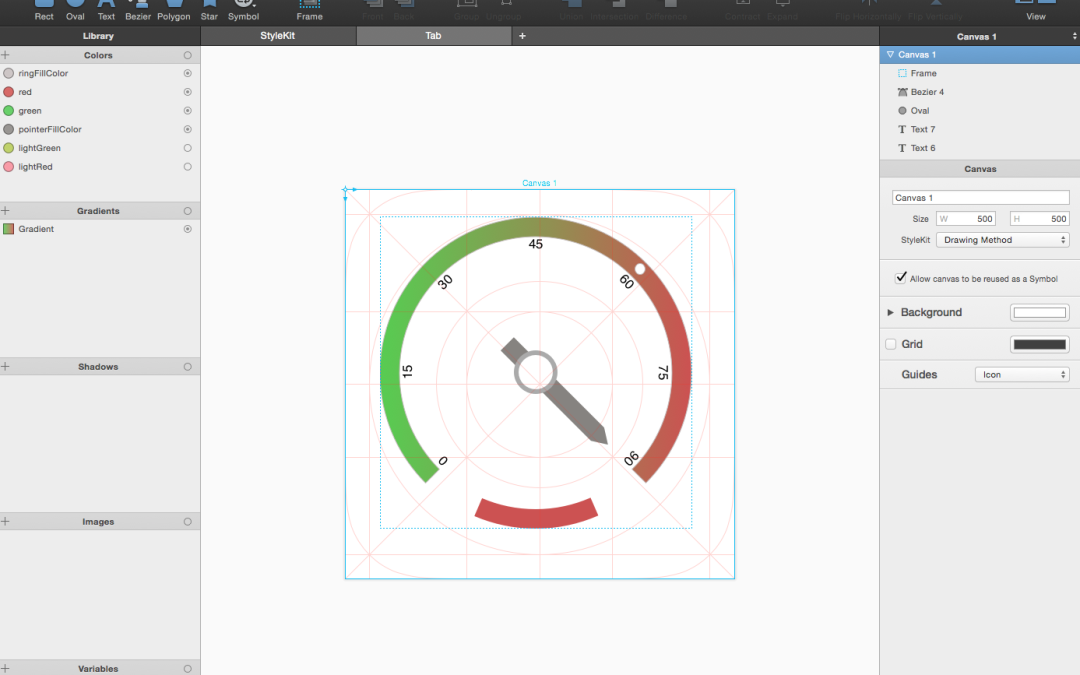 Rect Oval Text Bezier Polygon Star Symbol Frame Point Back Group Ungroup Union Intersection Difference Contract Expand Flip Horizontally Flip Vertically View
Library StyleKit Tab + Canvas 1
Colors
ringFillColor
red
green
pointerFillColor
lightGreen
lightRed
Gradients
Gradient
Shadows
Images
Variables
Canvas 1
0
15
30
45
60
75
90
Canvas 1
Frame
Bezier 4
Oval
Text 7
Text 6
Canvas
Canvas 1
Size W 500 H 500
StyleKit Drawing Method
Allow canvas to be reused as a Symbol
Background
Grid
Guides Icon